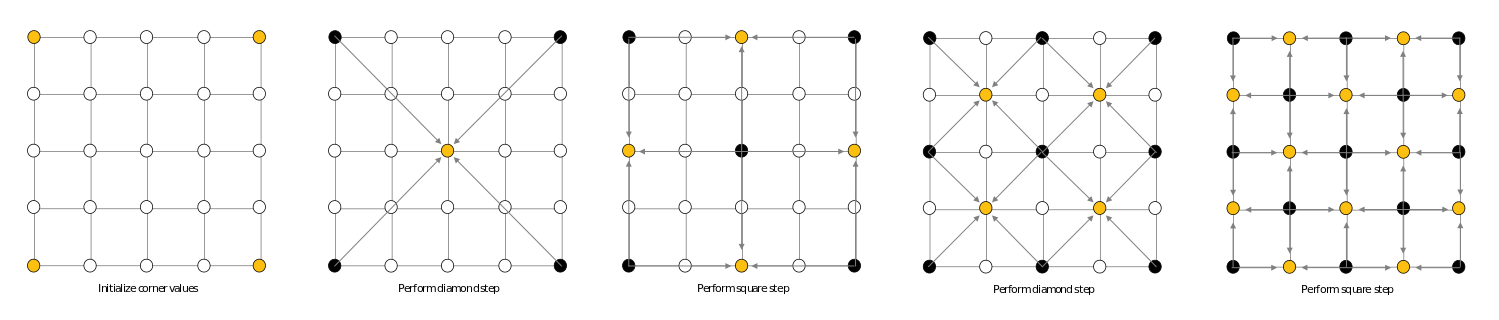 Initialize corner values
Perform diamond step
Perform square step
Perform diamond step
Perform square step